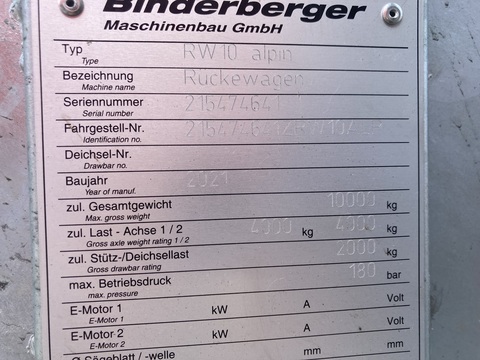 Binderberger
Maschinenbau GmbH
Typ RW10 alpin
Type
Bezeichnung Rückewagen
Machine name
Seriennummer 215474641
Serial number
Fahrgestell-Nr.
Identification no.
Deichsel-Nr.
Drawbar no.
Baujahr 2021
Year of manuf.
zul. Gesamtgewicht 10000 kg
Max. gross weight
zul. Last - Achse 1 / 2 4000 kg 4000 kg
Gross axle weight rating 1 / 2
zul. Stütz-/Deichsellast 2000 kg
Gross drawbar rating
max. Betriebsdruck 180 bar
max. pressure
E-Motor 1 kW A Volt
E-Motor 1
E-Motor 2 kW A Volt
E-Motor 2
Ø Sägeblatt / -welle mm mm